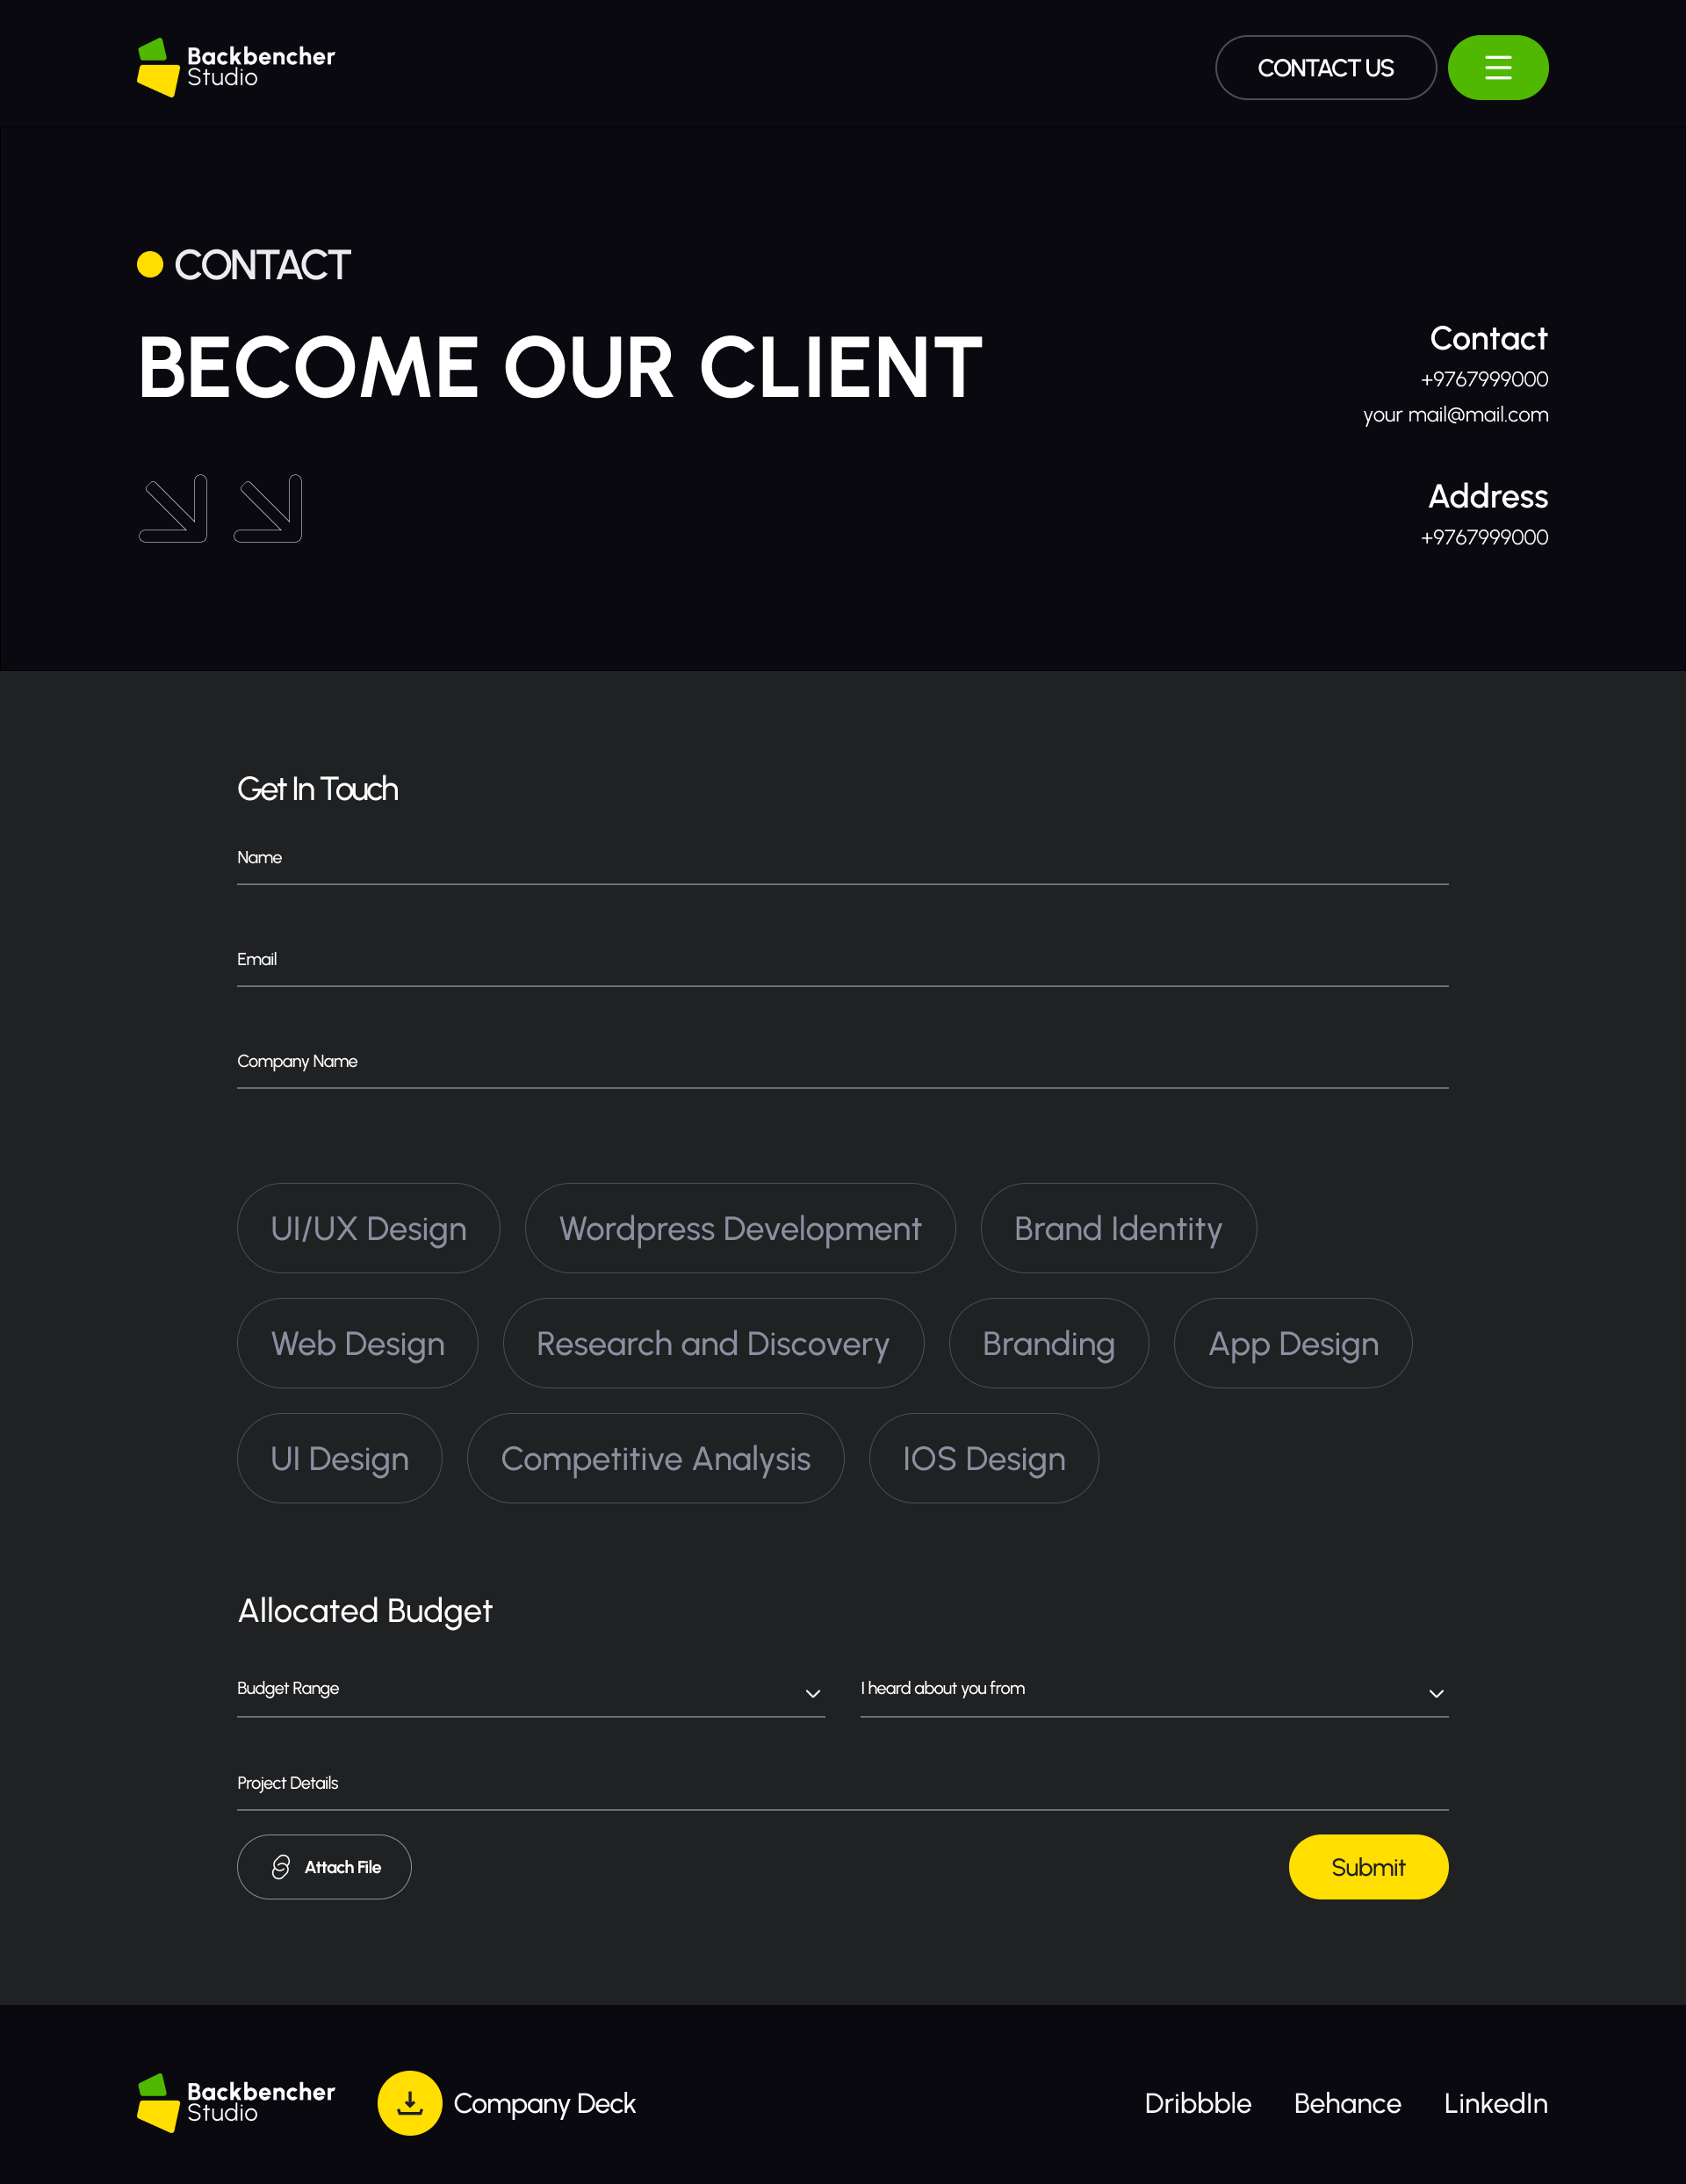 Backbencher
Studio
CONTACT US
CONTACT
BECOME OUR CLIENT
Contact
+9767999000
your mail@mail.com
Address
+9767999000
Get In Touch
Name
Email
Company Name
UI/UX Design
Wordpress Development
Brand Identity
Web Design
Research and Discovery
Branding
App Design
UI Design
Competitive Analysis
IOS Design
Allocated Budget
Budget Range
I heard about you from
Project Details
Attach File
Submit
Backbencher
Studio
Company Deck
Dribbble
Behance
LinkedIn